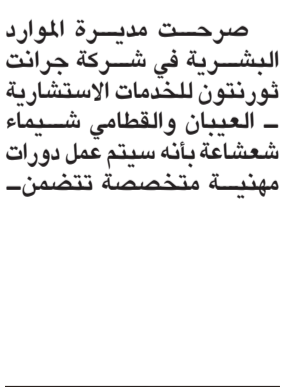 صرحت مديرة الموارد
البشرية في شركة جرانت
ثورنتون للخدمات الاستشارية
ـ العيبان والقطامي شيماء
شعشاعة بأنه سيتم عمل دورات
مهنية متخصصة تتضمن ـ